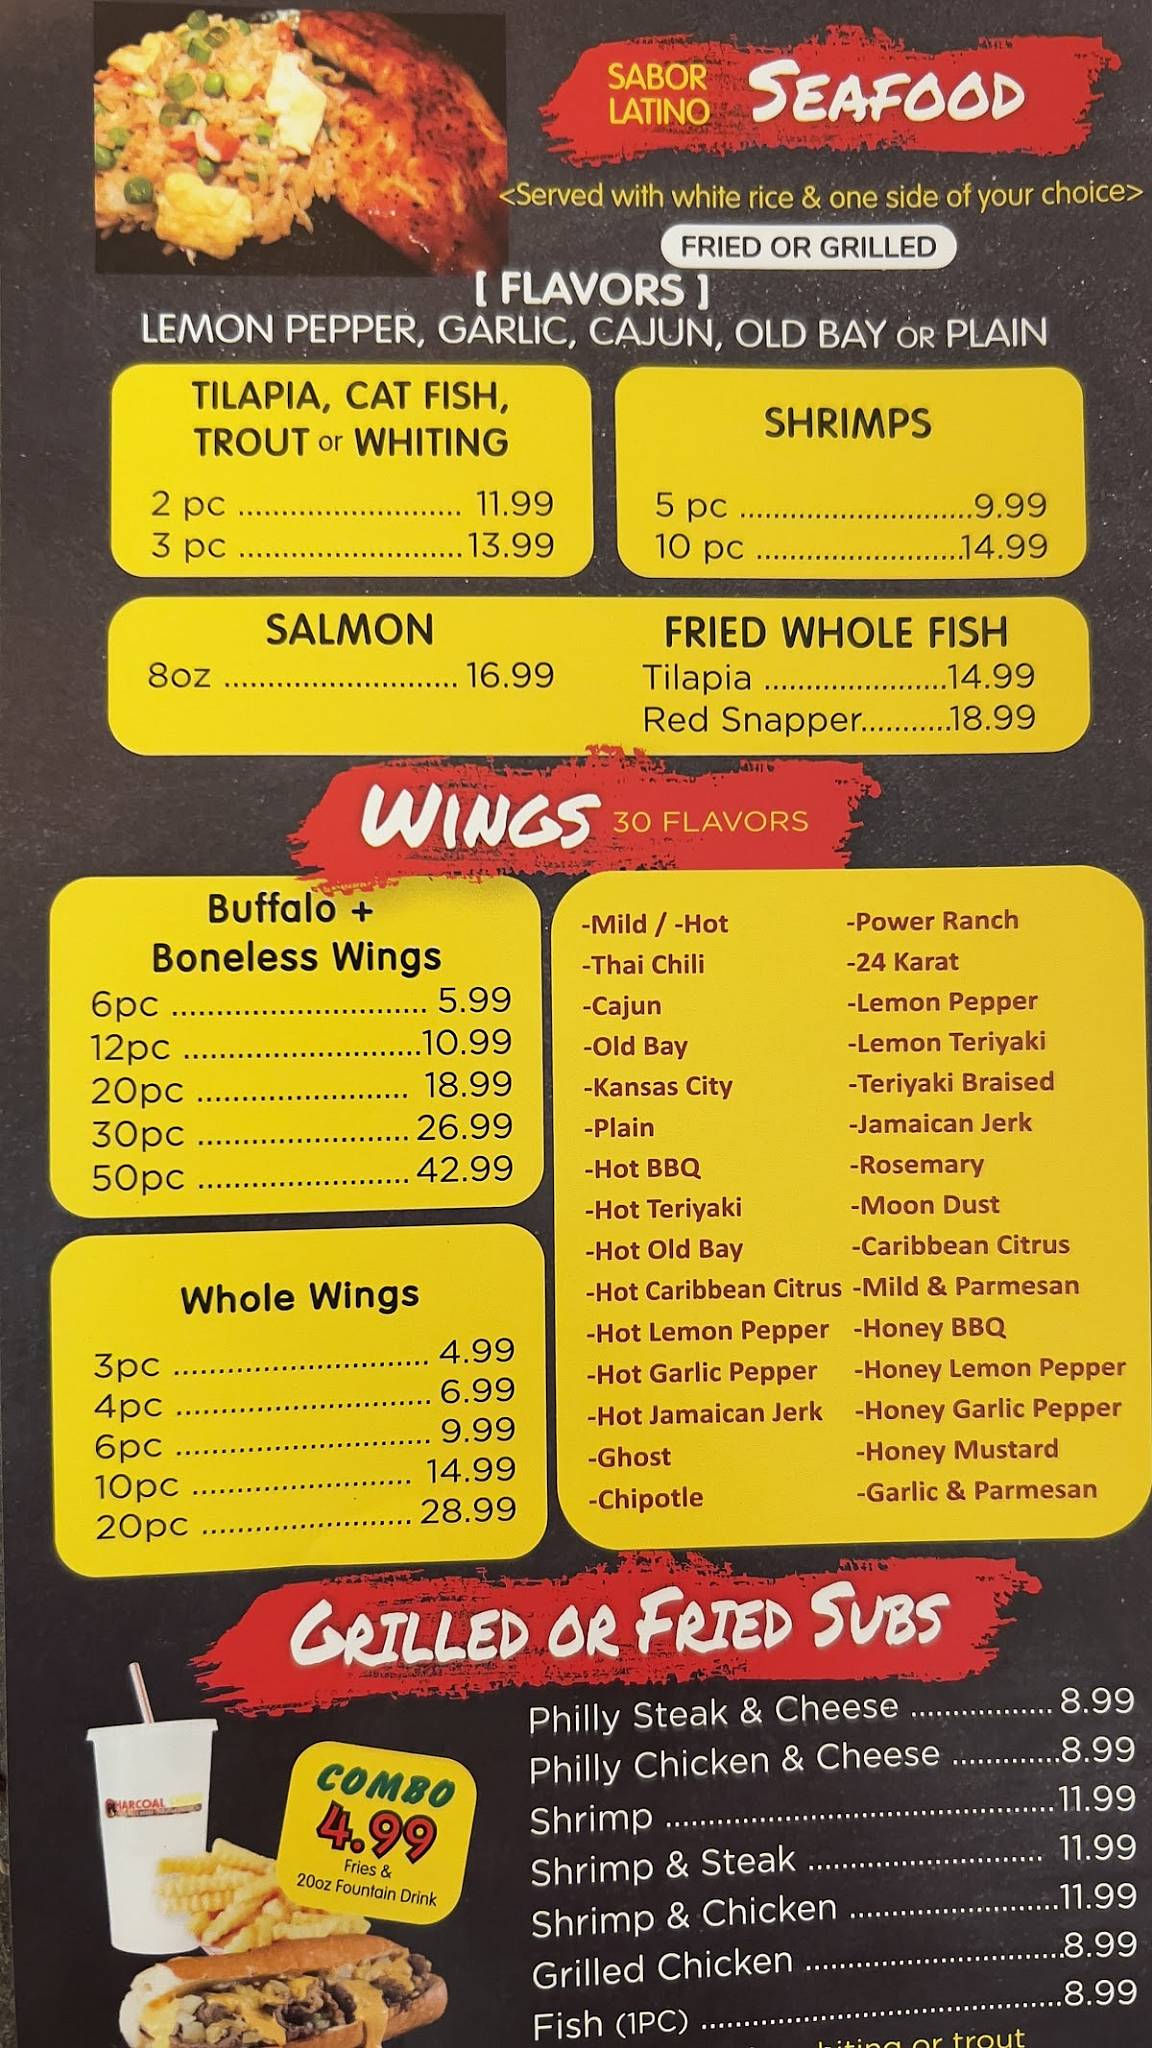 SABOR
LATINO
SEAFOOD
<Served with white rice & one side of your choice>
FRIED OR GRILLED
[ FLAVORS ]
LEMON PEPPER, GARLIC, CAJUN, OLD BAY OR PLAIN
TILAPIA, CAT FISH,
TROUT or WHITING
2 pc .......................... 11.99
3 pc .......................... 13.99
SHRIMPS
5 pc ...........................9.99
10 pc ........................14.99
SALMON
8oz ........................... 16.99
FRIED WHOLE FISH
Tilapia ......................14.99
Red Snapper...........18.99
WINGS 30 FLAVORS
Buffalo +
Boneless Wings
6pc ............................. 5.99
12pc ...........................10.99
20pc ........................ 18.99
30pc ........................ 26.99
50pc ........................ 42.99
Whole Wings
3pc ............................. 4.99
4pc ............................. 6.99
6pc ............................. 9.99
10pc ......................... 14.99
20pc ........................ 28.99
-Mild / -Hot
-Thai Chili
-Cajun
-Old Bay
-Kansas City
-Plain
-Hot BBQ
-Hot Teriyaki
-Hot Old Bay
-Hot Caribbean Citrus
-Hot Lemon Pepper
-Hot Garlic Pepper
-Hot Jamaican Jerk
-Ghost
-Chipotle
-Power Ranch
-24 Karat
-Lemon Pepper
-Lemon Teriyaki
-Teriyaki Braised
-Jamaican Jerk
-Rosemary
-Moon Dust
-Caribbean Citrus
-Mild & Parmesan
-Honey BBQ
-Honey Lemon Pepper
-Honey Garlic Pepper
-Honey Mustard
-Garlic & Parmesan
GRILLED OR FRIED SUBS
CHARCOAL
COMBO
4.99
Fries &
20oz Fountain Drink
Philly Steak & Cheese ................. 8.99
Philly Chicken & Cheese .............8.99
Shrimp ..........................................11.99
Shrimp & Steak ......................... 11.99
Shrimp & Chicken ......................11.99
Grilled Chicken ...........................8.99
Fish (1PC) ......................................8.99
or trout